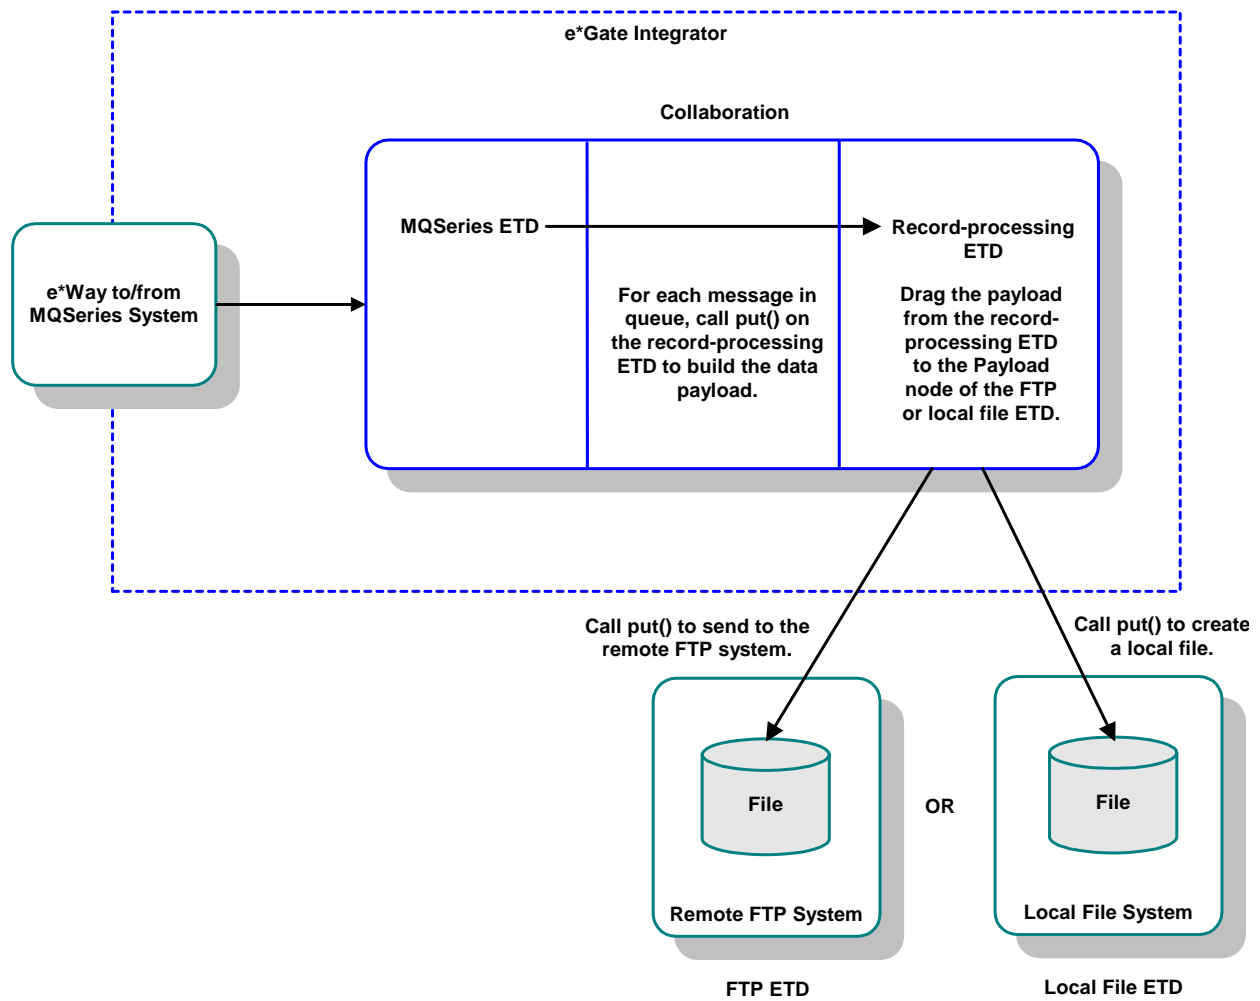 e*Gate Integrator
Collaboration
MQSeries ETD
Record-processing
ETD
e*Way to/from
MQSeries System
For each message in
queue, call put() on
the record-processing
ETD to build the data
payload.
Drag the payload
from the record-
processing ETD
to the Payload
node of the FTP
or local file ETD.
Call put() to send to the
remote FTP system.
Call put() to create
a local file.
File
OR
File
Remote FTP System
Local File System
FTP ETD
Local File ETD